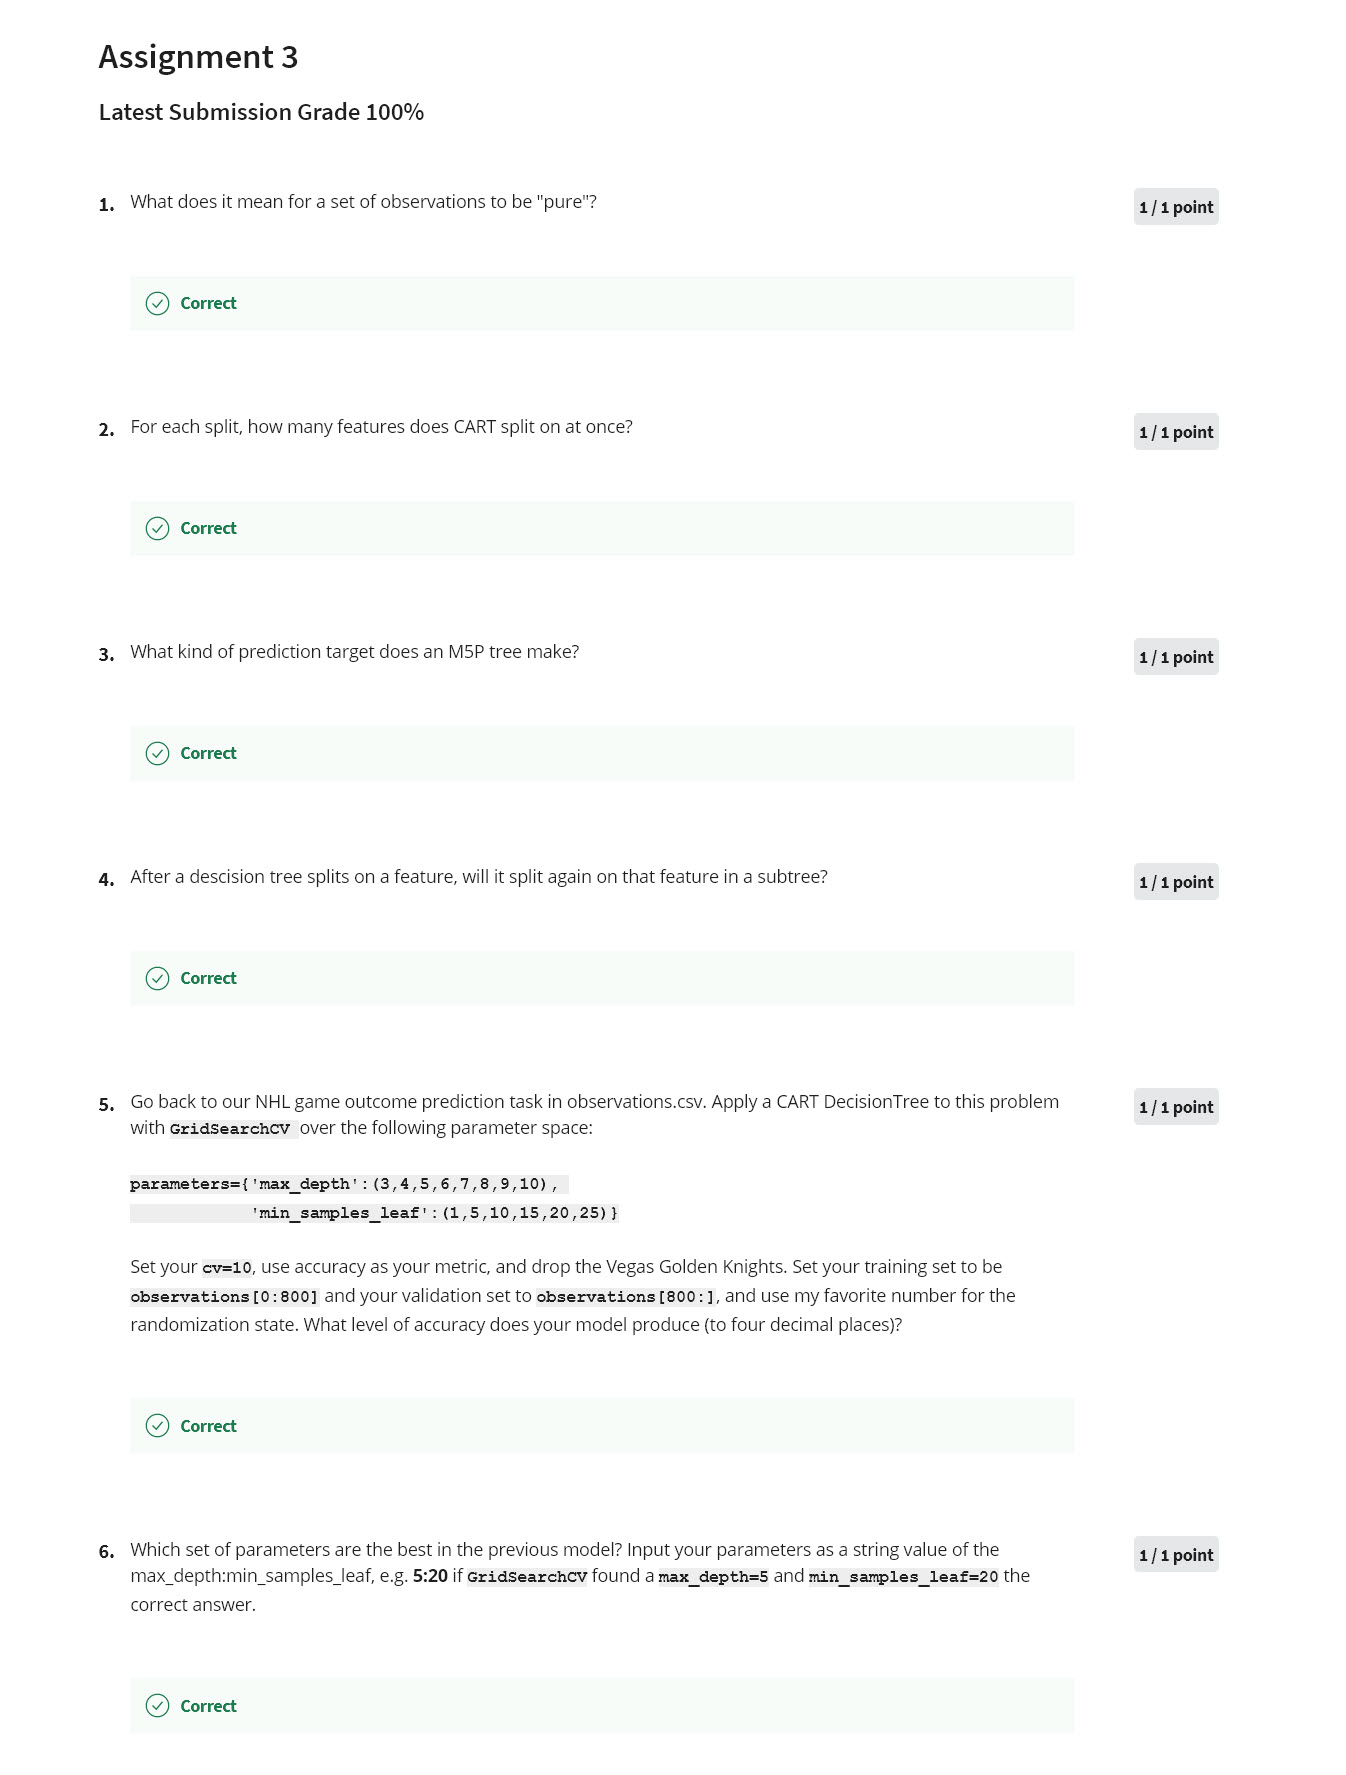 Assignment 3
Latest Submission Grade 100%
1. What does it mean for a set of observations to be "pure"?
1 / 1 point
Correct
2. For each split, how many features does CART split on at once?
1 / 1 point
Correct
3. What kind of prediction target does an M5P tree make?
1 / 1 point
Correct
4. After a descision tree splits on a feature, will it split again on that feature in a subtree?
1 / 1 point
Correct
5. Go back to our NHL game outcome prediction task in observations.csv. Apply a CART DecisionTree to this problem
1 / 1 point
with GridSearchCV over the following parameter space:
parameters={'max_depth':(3,4,5,6,7,8,9,10),
'min_samples_leaf':(1,5,10,15,20,25)}
Set your cv=10, use accuracy as your metric, and drop the Vegas Golden Knights. Set your training set to be
observations[0:800] and your validation set to observations[800:], and use my favorite number for the
randomization state. What level of accuracy does your model produce (to four decimal places)?
Correct
6. Which set of parameters are the best in the previous model? Input your parameters as a string value of the
1 / 1 point
max_depth:min_samples_leaf, e.g. 5:20 if GridSearchCV found a max_depth=5 and min_samples_leaf=20 the
correct answer.
Correct